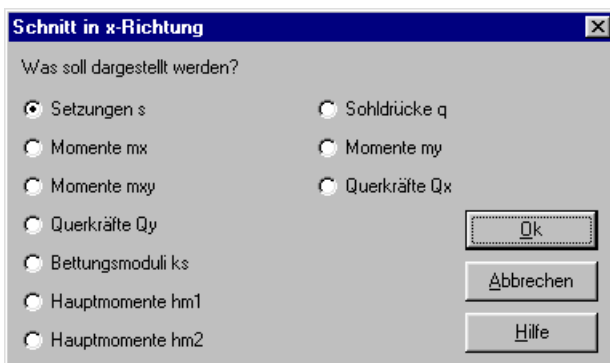 Schnitt in x-Richtung
Was soll dargestellt werden?
Setzungen s
Sohldrücke q
Momente mx
Momente my
Momente mxy
Querkräfte Qx
Querkräfte Qy
Ok
Bettungsmoduli ks
Abbrechen
Hauptmomente hm1
Hilfe
Hauptmomente hm2